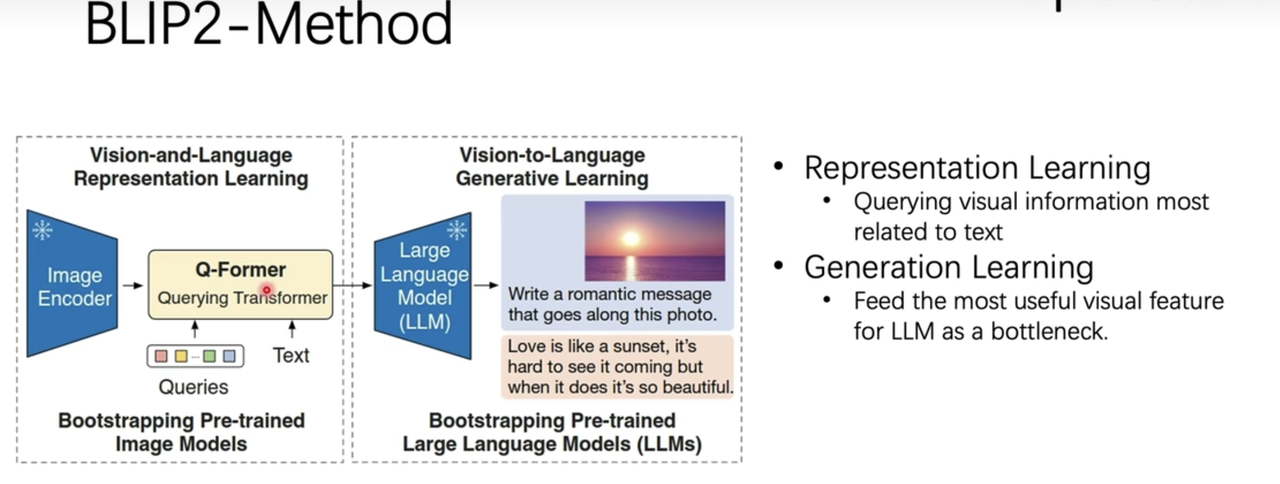 BLIP2-Method
Vision-and-Language
Representation Learning
Image
Encoder
Q-Former
Querying Transformer
Queries
Text
Bootstrapping Pre-trained
Image Models
Vision-to-Language
Generative Learning
Large
Language
Model
(LLM)
Write a romantic message
that goes along this photo.
Love is like a sunset, it's
hard to see it coming but
when it does it's so beautiful.
Bootstrapping Pre-trained
Large Language Models (LLMs)
• Representation Learning
• Querying visual information most
related to text
• Generation Learning
• Feed the most useful visual feature
for LLM as a bottleneck.